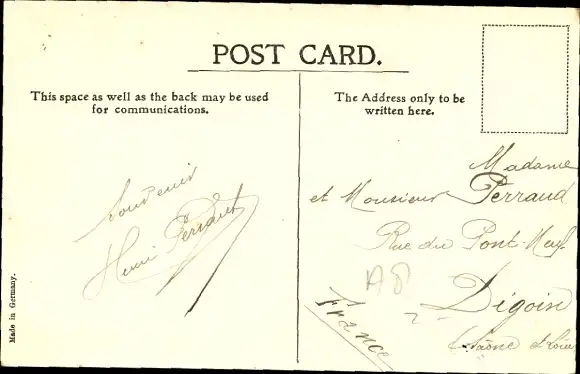 POST CARD.
This space as well as the back may be used
for communications.
The Address only to be
written here.
Souvenir
Henri Perraud
Madame
et Monsieur Perraud
Rue du Pont-Neuf
A8
Digoin
Saône et Loire
France
Made in Germany.